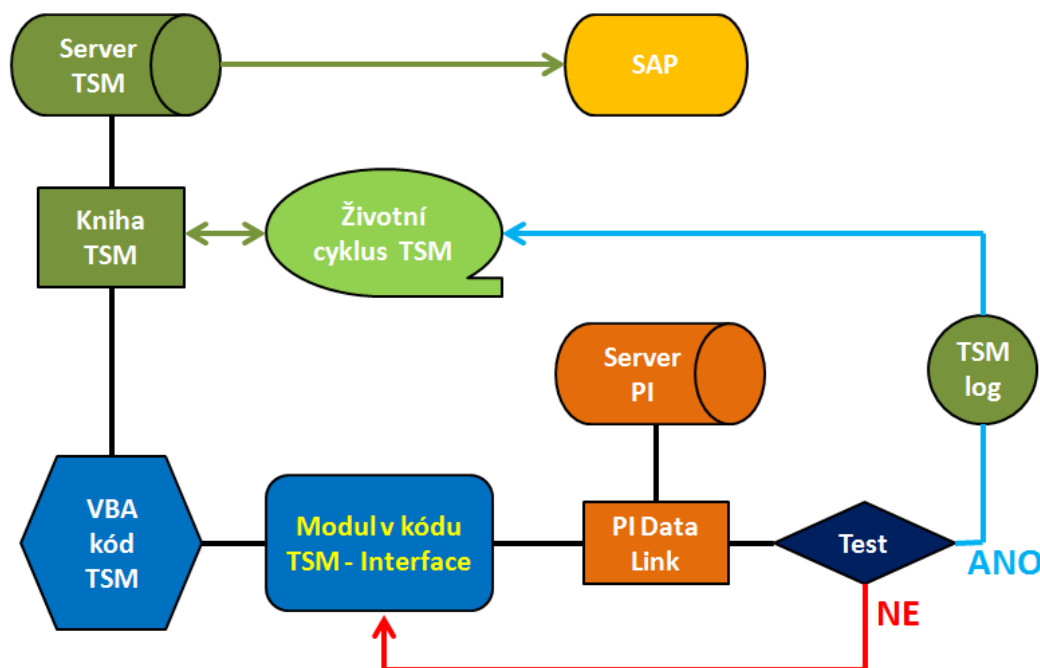 Server
TSM
SAP
Kniha
TSM
Životní
cyklus TSM
Server
PI
TSM
log
VBA
kód
TSM
Modul v kódu
TSM - Interface
PI Data
Link
Test
ANO
NE